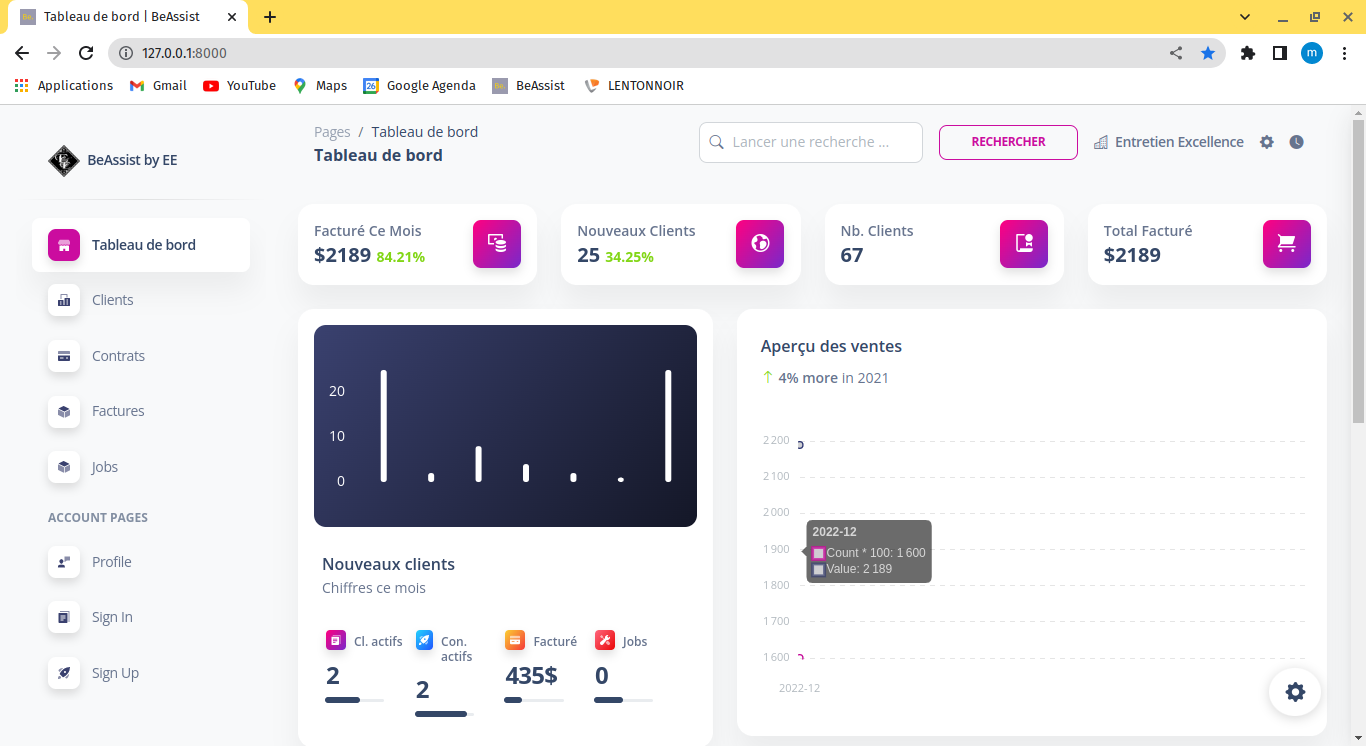 Be.
Tableau de bord | BeAssist
127.0.0.1:8000
m
Applications
Gmail
YouTube
Maps
26
Google Agenda
Be.
BeAssist
LENTONNOIR
BeAssist by EE
Pages / Tableau de bord
Tableau de bord
Lancer une recherche ...
RECHERCHER
Entretien Excellence
Tableau de bord
Clients
Contrats
Factures
Jobs
ACCOUNT PAGES
Profile
Sign In
Sign Up
Facturé Ce Mois
$2189 84.21%
Nouveaux Clients
25 34.25%
Nb. Clients
67
Total Facturé
$2189
20
10
0
Nouveaux clients
Chiffres ce mois
Cl. actifs
2
Con.
actifs
2
Facturé
435$
Jobs
0
Aperçu des ventes
4% more in 2021
2 200
2 100
2 000
1 900
1 800
1 700
1 600
2022-12
2022-12
Count * 100: 1 600
Value: 2 189